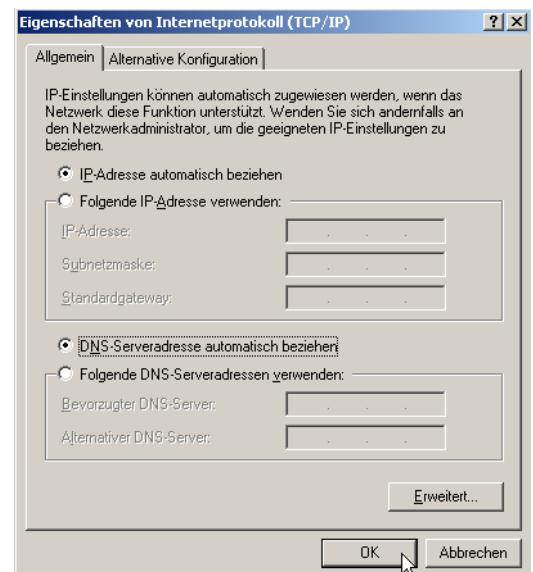 Eigenschaften von Internetprotokoll (TCP/IP)
Allgemein
Alternative Konfiguration
IP-Einstellungen können automatisch zugewiesen werden, wenn das
Netzwerk diese Funktion unterstützt. Wenden Sie sich andernfalls an
den Netzwerkadministrator, um die geeigneten IP-Einstellungen zu
beziehen.
IP-Adresse automatisch beziehen
Folgende IP-Adresse verwenden:
IP-Adresse:
Subnetzmaske:
Standardgateway:
DNS-Serveradresse automatisch beziehen
Folgende DNS-Serveradressen verwenden:
Bevorzugter DNS-Server:
Alternativer DNS-Server:
Erweitert...
OK
Abbrechen